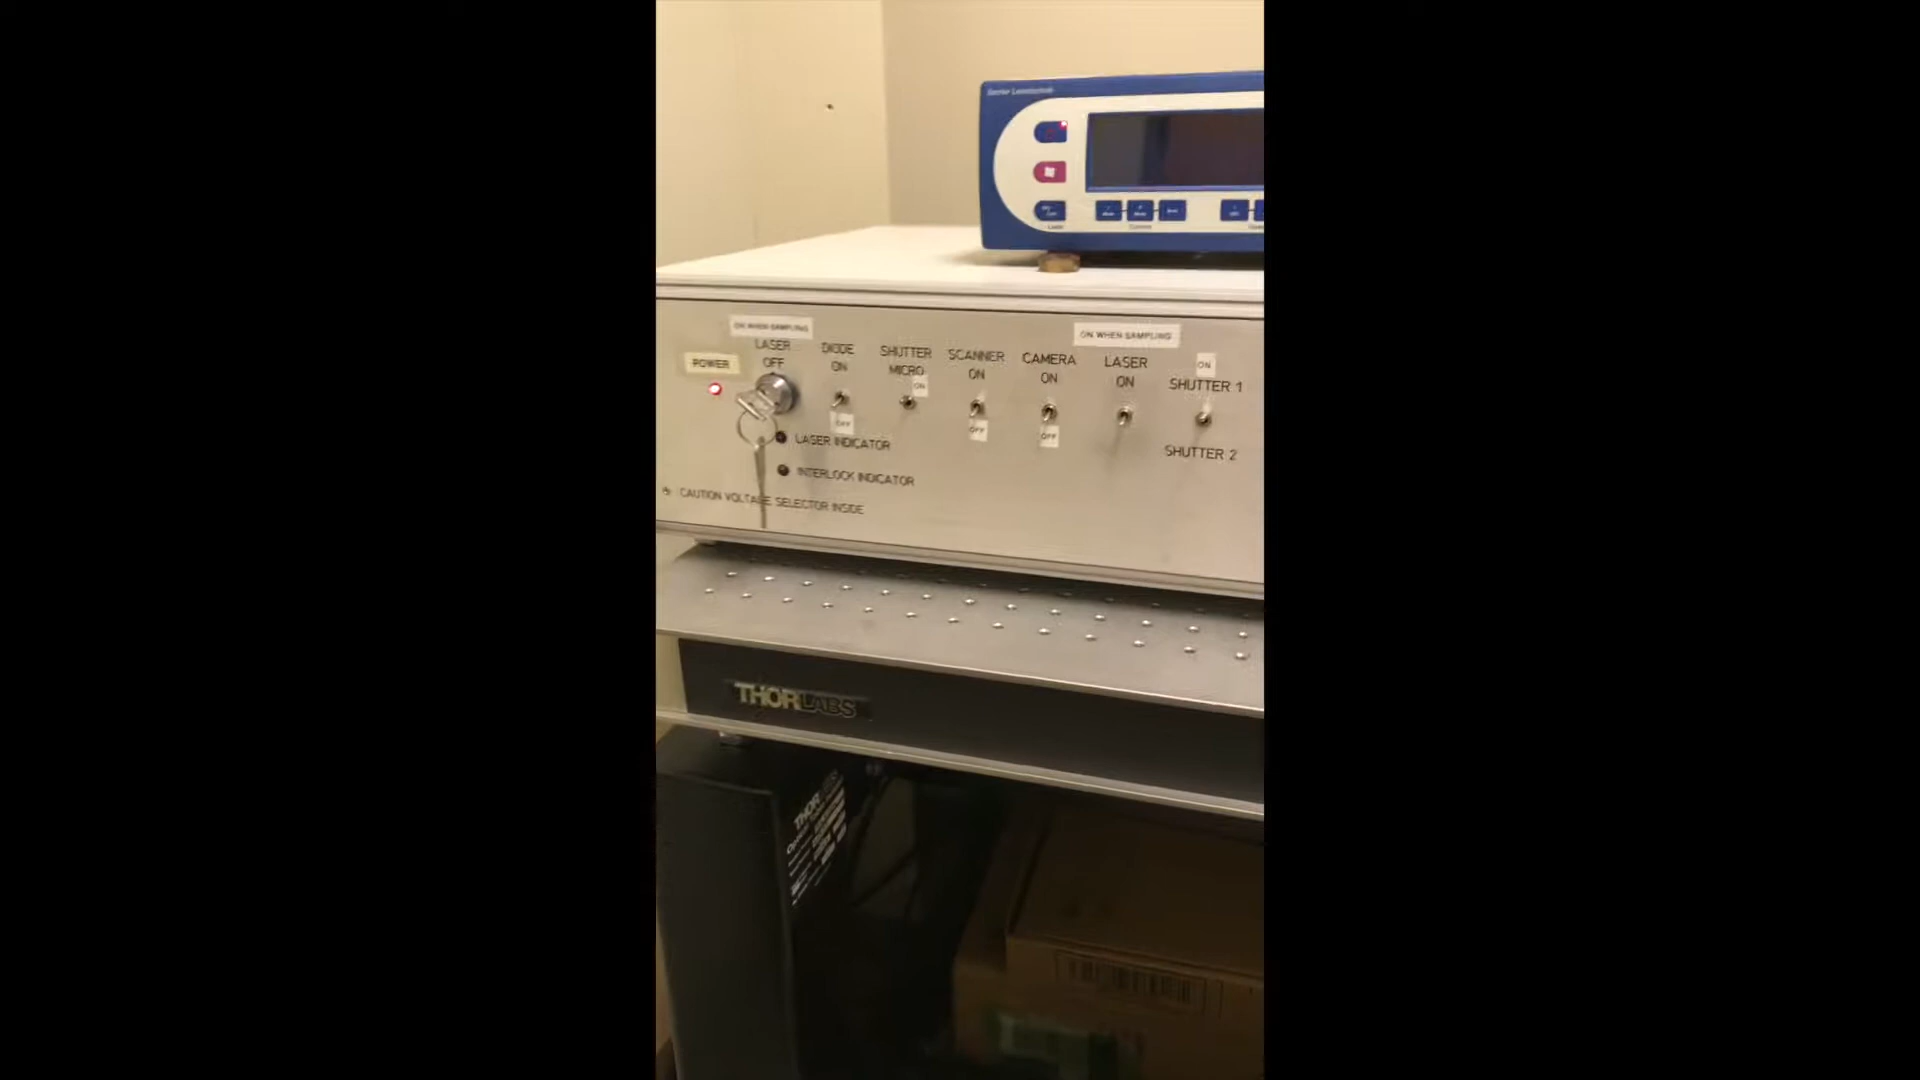 ON WHEN SAMPLING
ON WHEN SAMPLING
LASER
OFF
POWER
DIODE
ON
SHUTTER
MICRO
ON
SCANNER
ON
CAMERA
ON
LASER
ON
ON
SHUTTER 1
OFF
OFF
OFF
SHUTTER 2
LASER INDICATOR
INTERLOCK INDICATOR
CAUTION VOLTAGE SELECTOR INSIDE
THORLABS
THOR